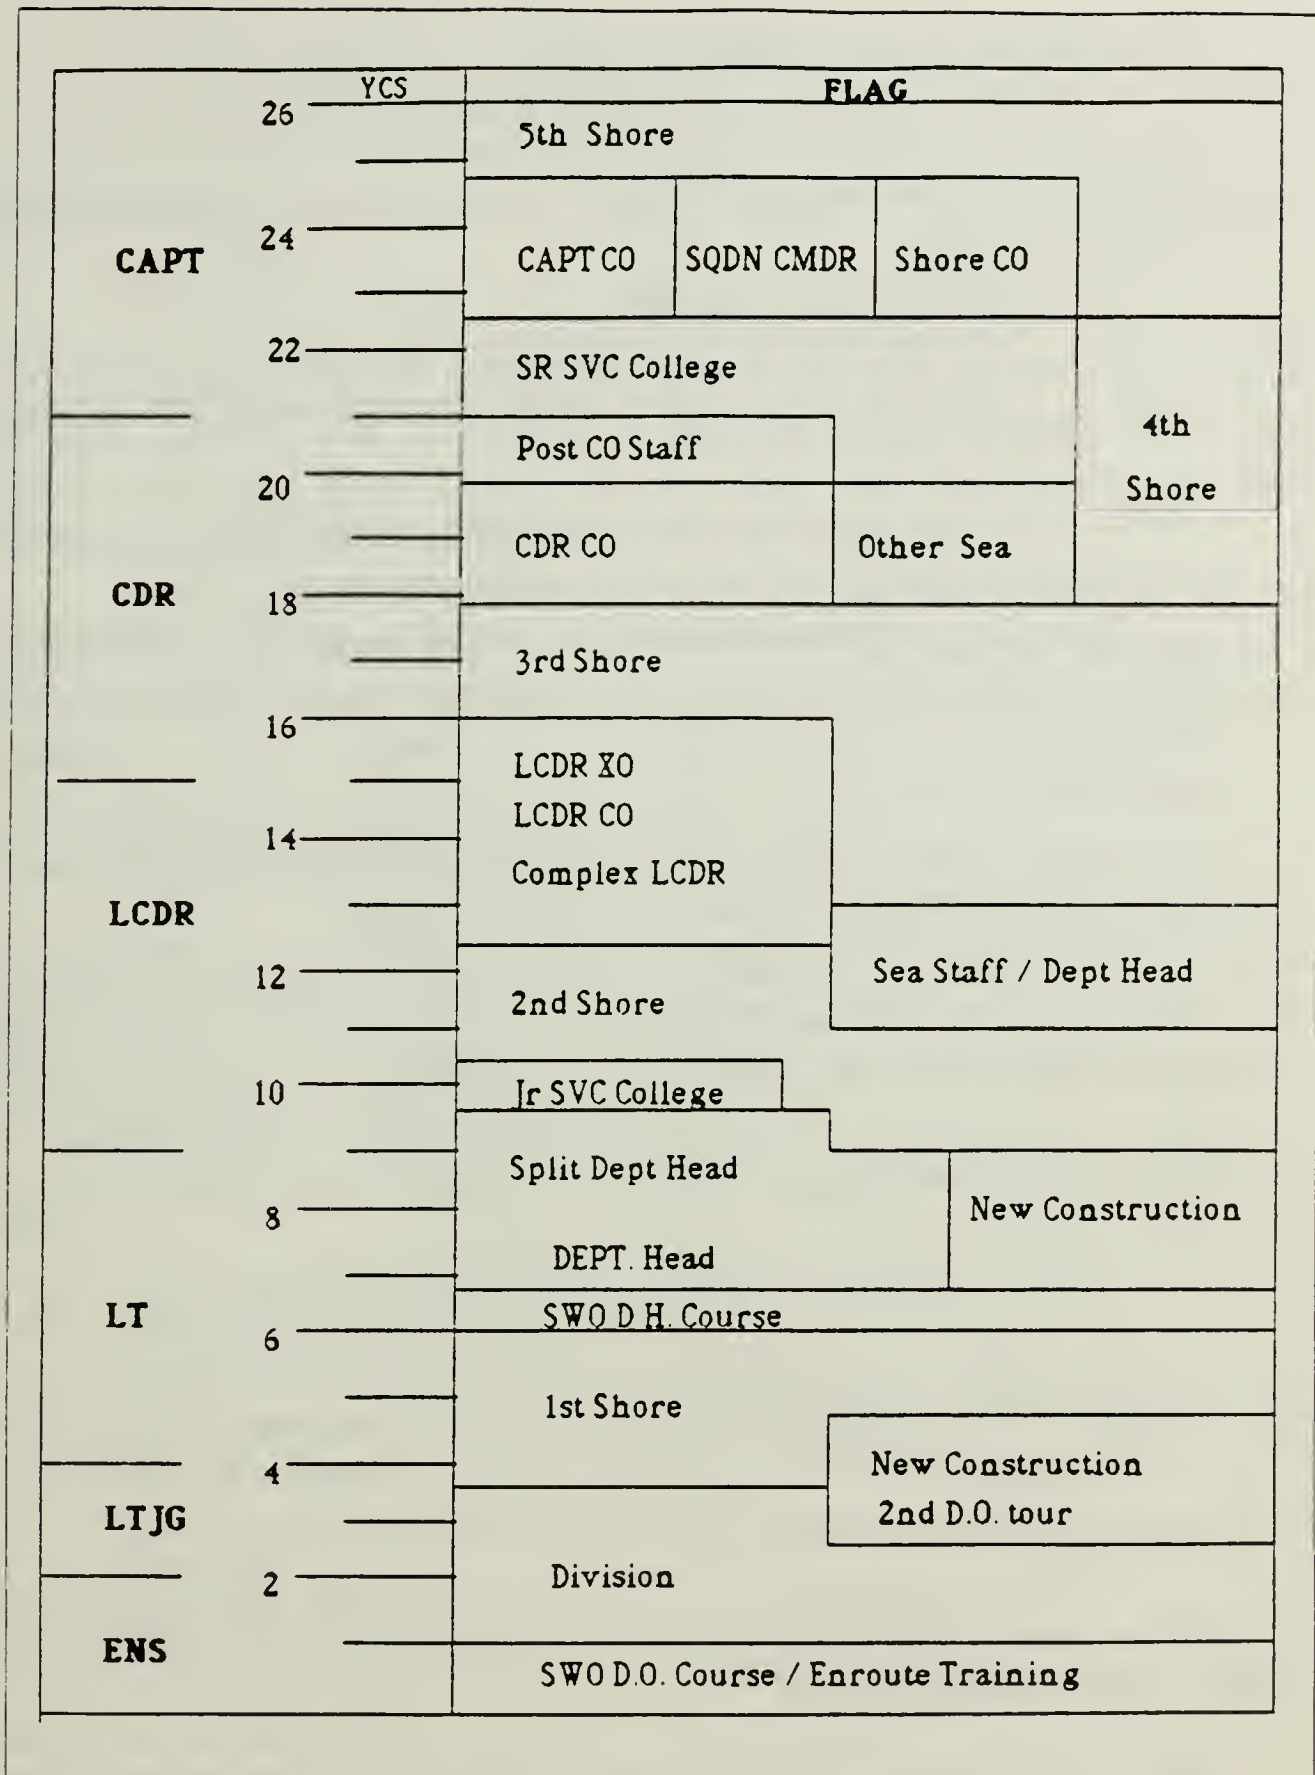 YCS
FLAG
26
5th Shore
24
CAPT
CAPT CO
SQDN CMDR
Shore CO
22
SR SVC College
4th
Shore
Post CO Staff
20
CDR CO
Other Sea
CDR
18
3rd Shore
16
LCDR XO
LCDR CO
14
Complex LCDR
LCDR
12
Sea Staff / Dept Head
2nd Shore
10
Jr SVC College
Split Dept Head
8
New Construction
DEPT. Head
LT
SWO D H. Course
6
1st Shore
4
New Construction
2nd D.O. tour
LTJG
2
Division
ENS
SWO D.O. Course / Enroute Training